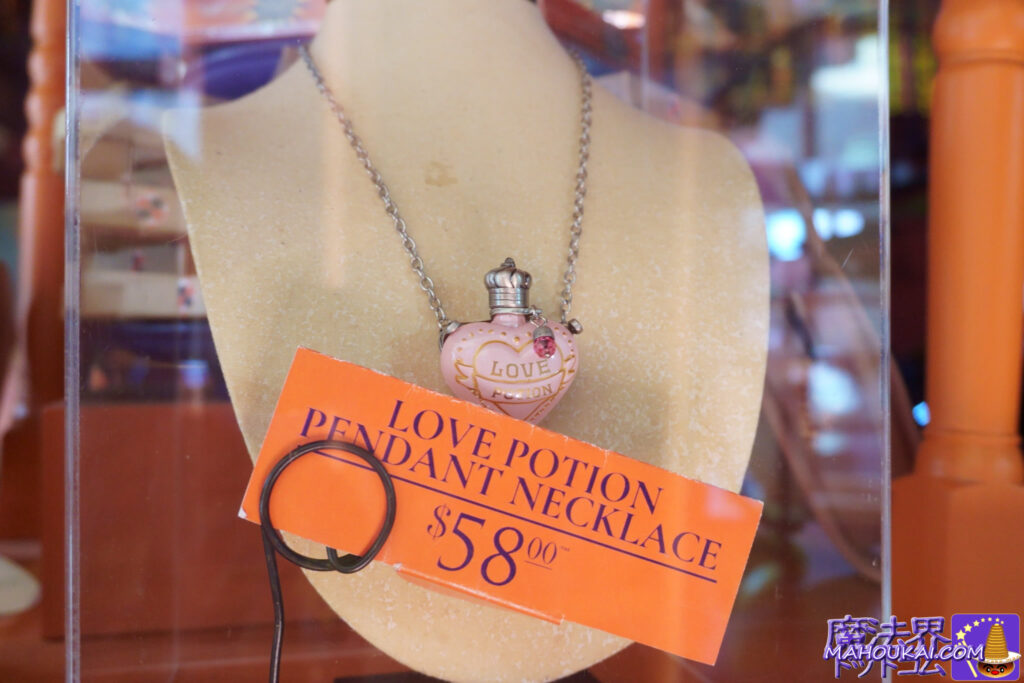 LOVE
POTION
LOVE POTION
PENDANT NECKLACE
$58.00
魔法界
ドットコム
MAHOUKAI.COM